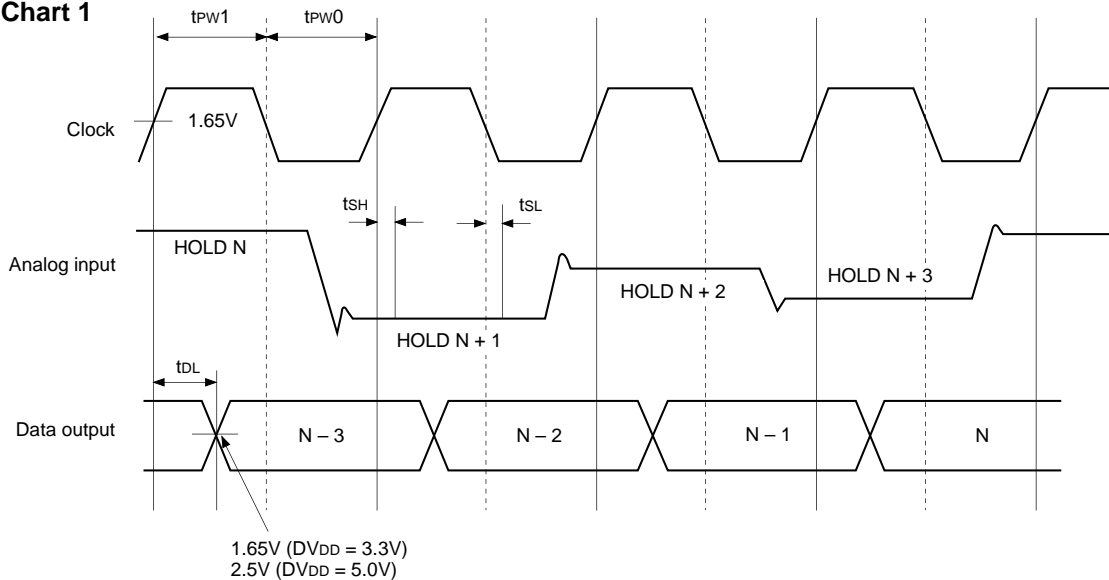 Chart 1
tPW1
tPW0
Clock
1.65V
tSH
tSL
Analog input
HOLD N
HOLD N + 1
HOLD N + 2
HOLD N + 3
tDL
Data output
N – 3
N – 2
N – 1
N
1.65V (DVDD = 3.3V)
2.5V (DVDD = 5.0V)